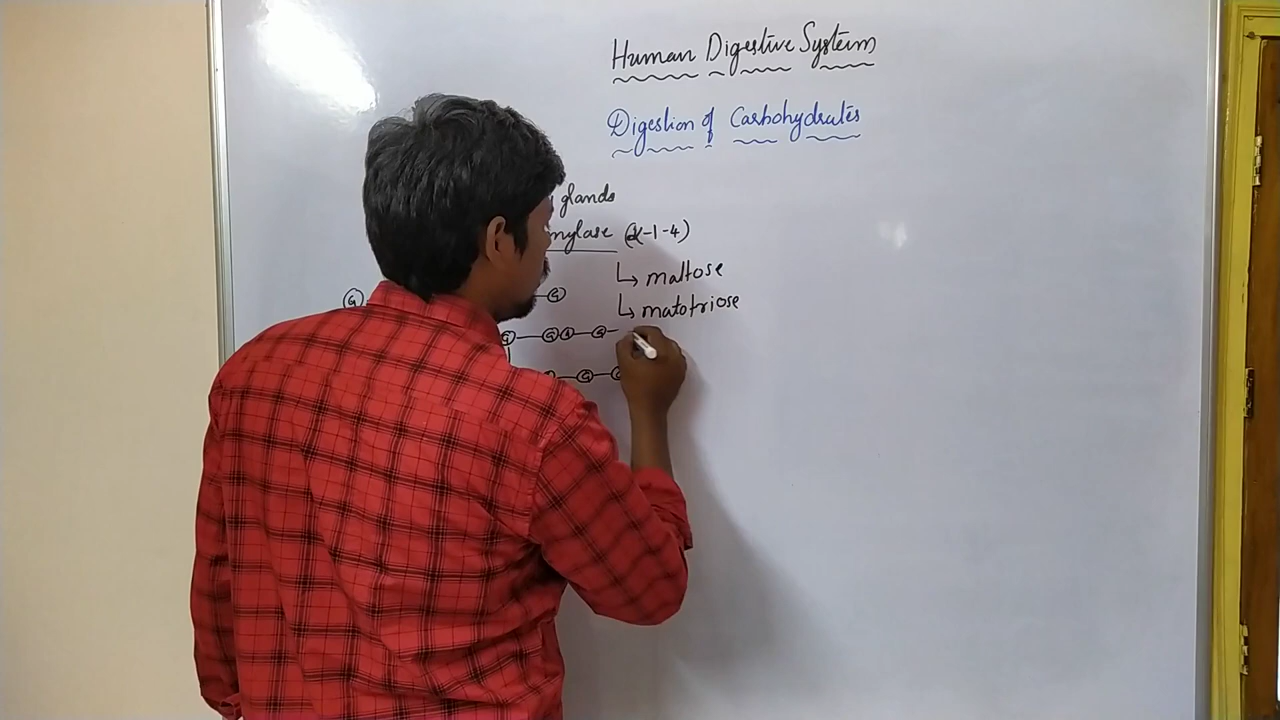 Human Digestive System
Digestion of Carbohydrates
glands
mylase (α-1-4)
↳ maltose
↳ matotriose
G G
G G G G
G G